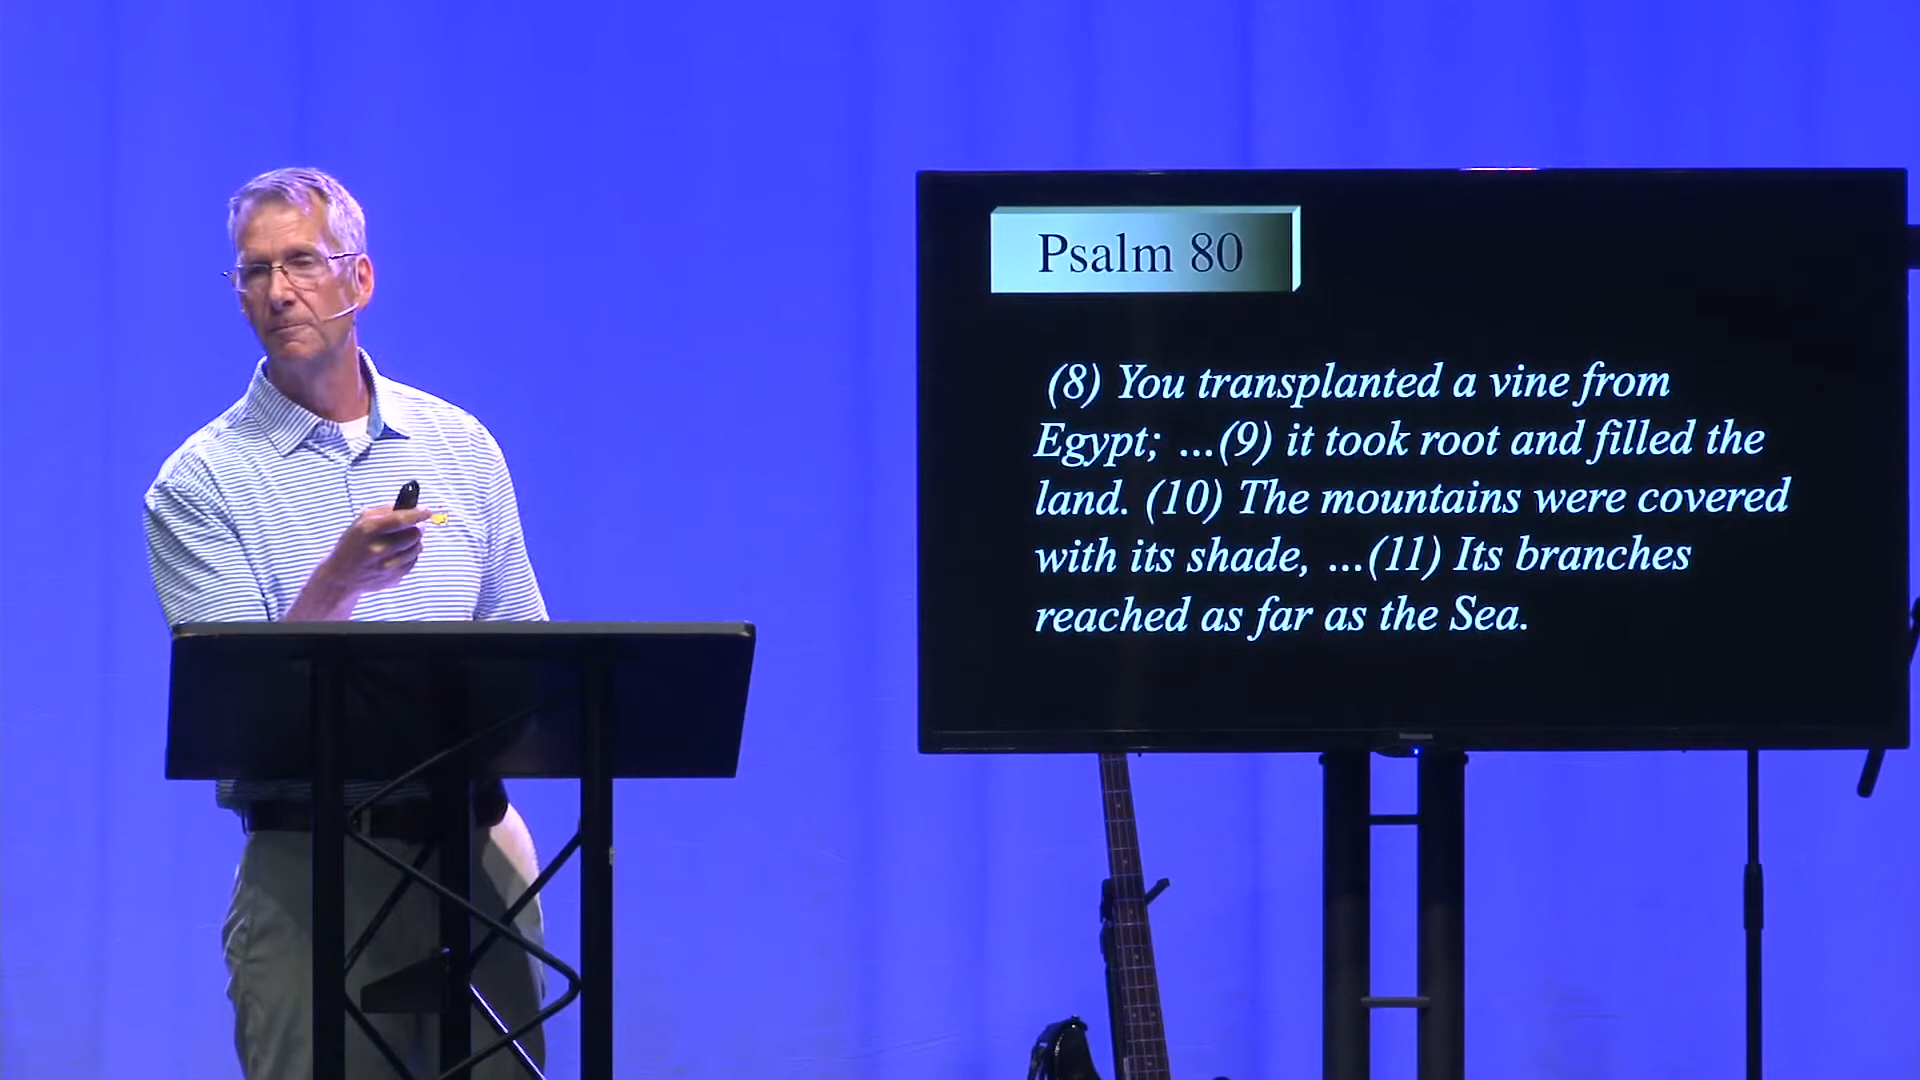 Psalm 80
(8) You transplanted a vine from
Egypt; ...(9) it took root and filled the
land. (10) The mountains were covered
with its shade, ...(11) Its branches
reached as far as the Sea.